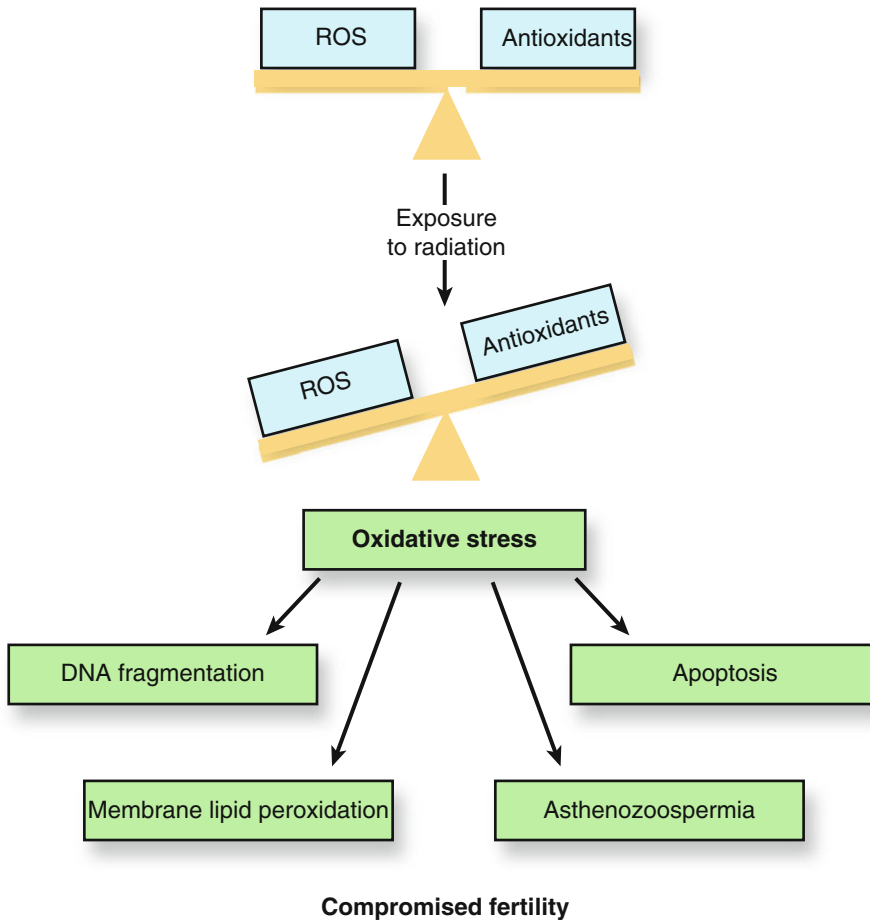 ROS
Antioxidants
Exposure
to radiation
ROS
Antioxidants
Oxidative stress
DNA fragmentation
Apoptosis
Membrane lipid peroxidation
Asthenozoospermia
Compromised fertility